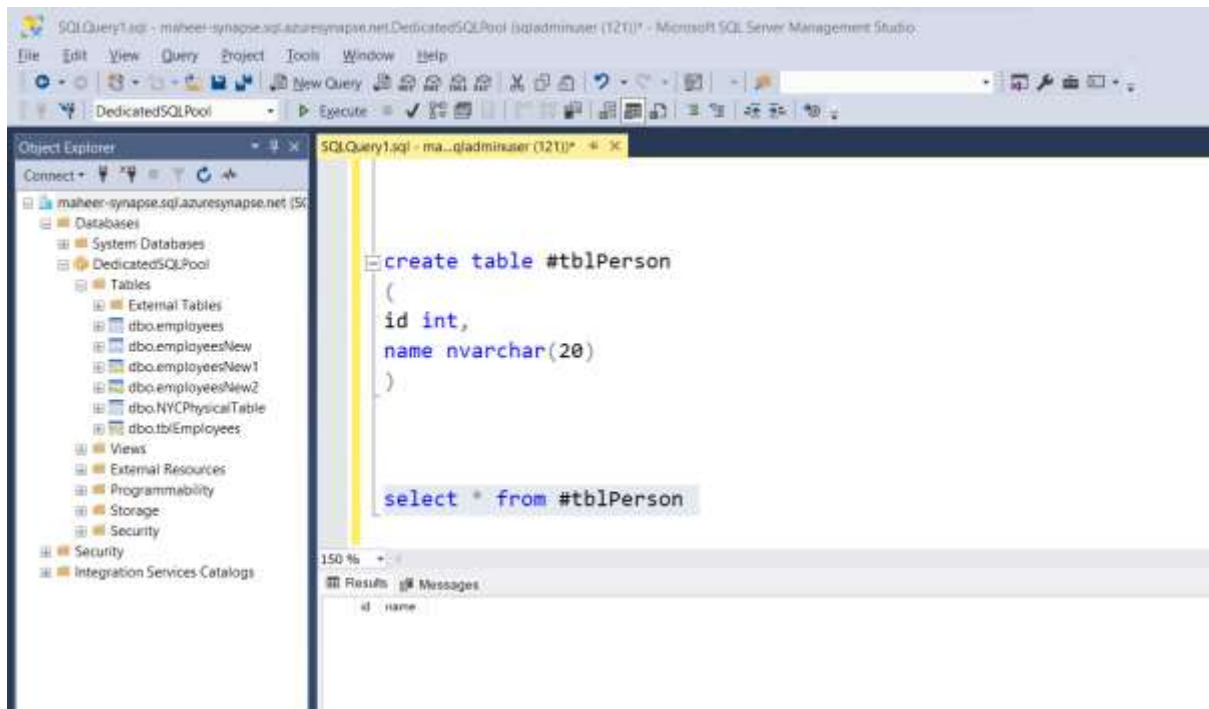 SQLQuery1.sql - maheer-synapse.sql.azuresynapse.net.DedicatedSQLPool (sqladminuser (121))* - Microsoft SQL Server Management Studio
File Edit View Query Project Tools Window Help
New Query
DedicatedSQLPool Execute
Object Explorer
SQLQuery1.sql - ma...qladminuser (121))*
Connect
maheer-synapse.sql.azuresynapse.net (SQ
Databases
System Databases
DedicatedSQLPool
Tables
External Tables
dbo.employees
dbo.employeesNew
dbo.employeesNew1
dbo.employeesNew2
dbo.NYCPhysicalTable
dbo.tblEmployees
Views
External Resources
Programmability
Storage
Security
Security
Integration Services Catalogs
create table #tblPerson
(
id int,
name nvarchar(20)
)
select * from #tblPerson
150 %
Results Messages
id name